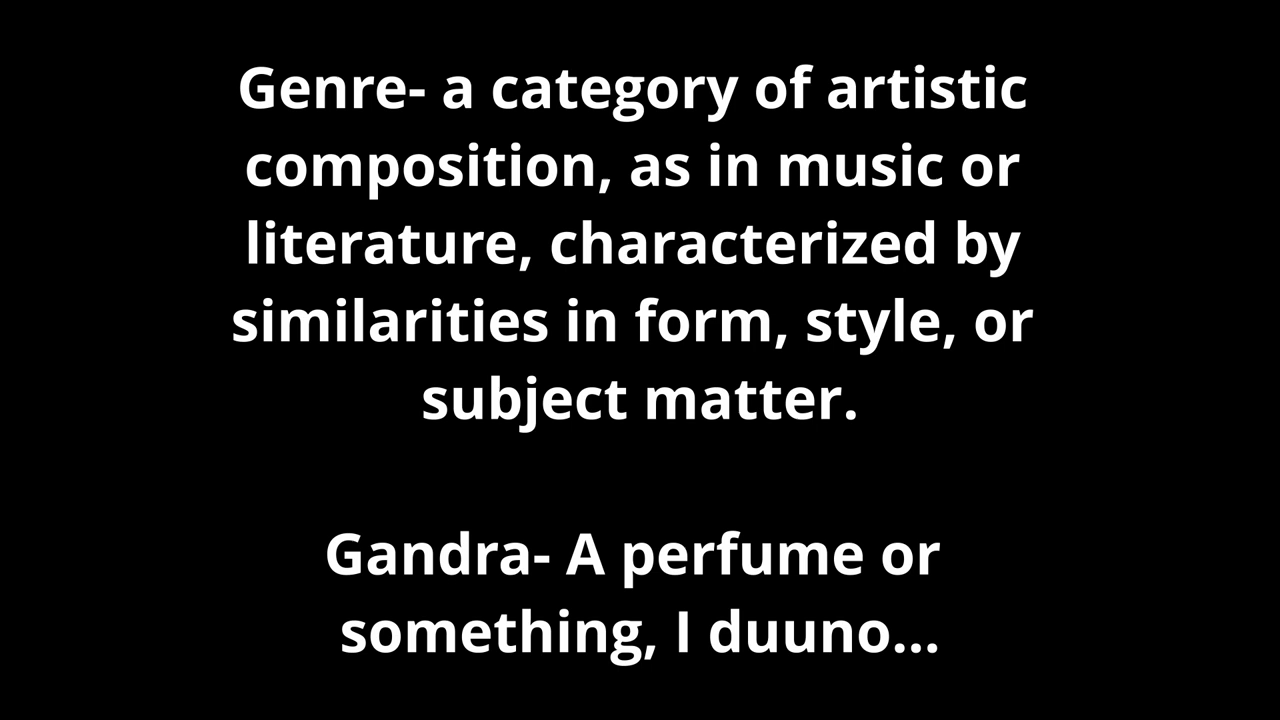 Genre- a category of artistic
composition, as in music or
literature, characterized by
similarities in form, style, or
subject matter.
Gandra- A perfume or
something, I duuno...